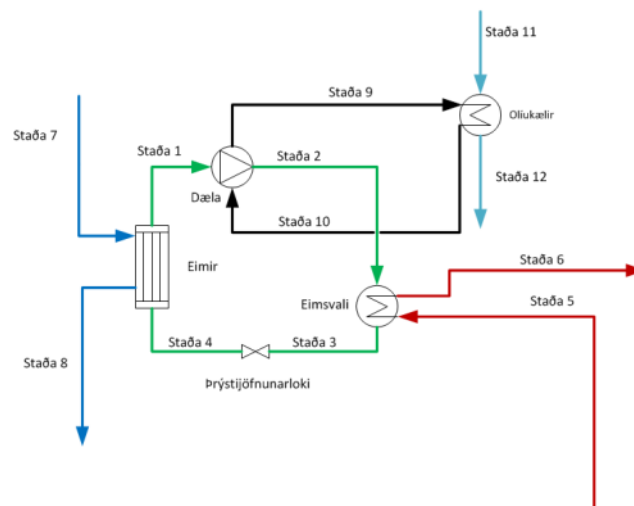 Staða 11
Staða 9
Olíukælir
Staða 7
Staða 1
Staða 2
Staða 12
Dæla
Staða 10
Staða 6
Eimir
Eimsvali
Staða 5
Staða 4
Staða 3
Staða 8
Þrýstijöfnunarloki